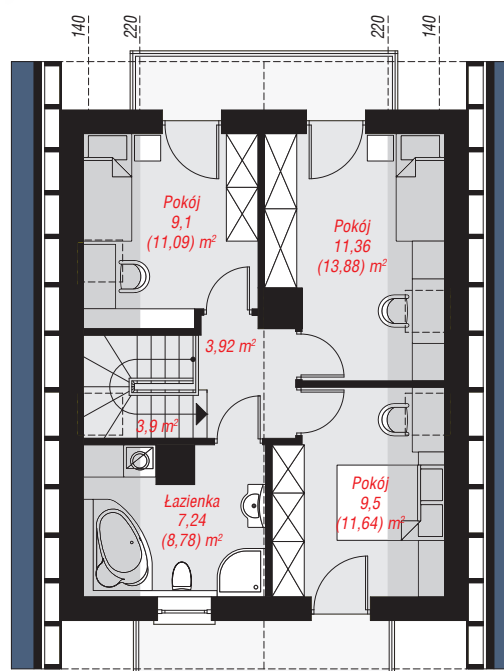 140
220
220
140
Pokój
9,1
(11,09) m²
Pokój
11,36
(13,88) m²
3,92 m²
3,9 m²
Łazienka
7,24
(8,78) m²
Pokój
9,5
(11,64) m²